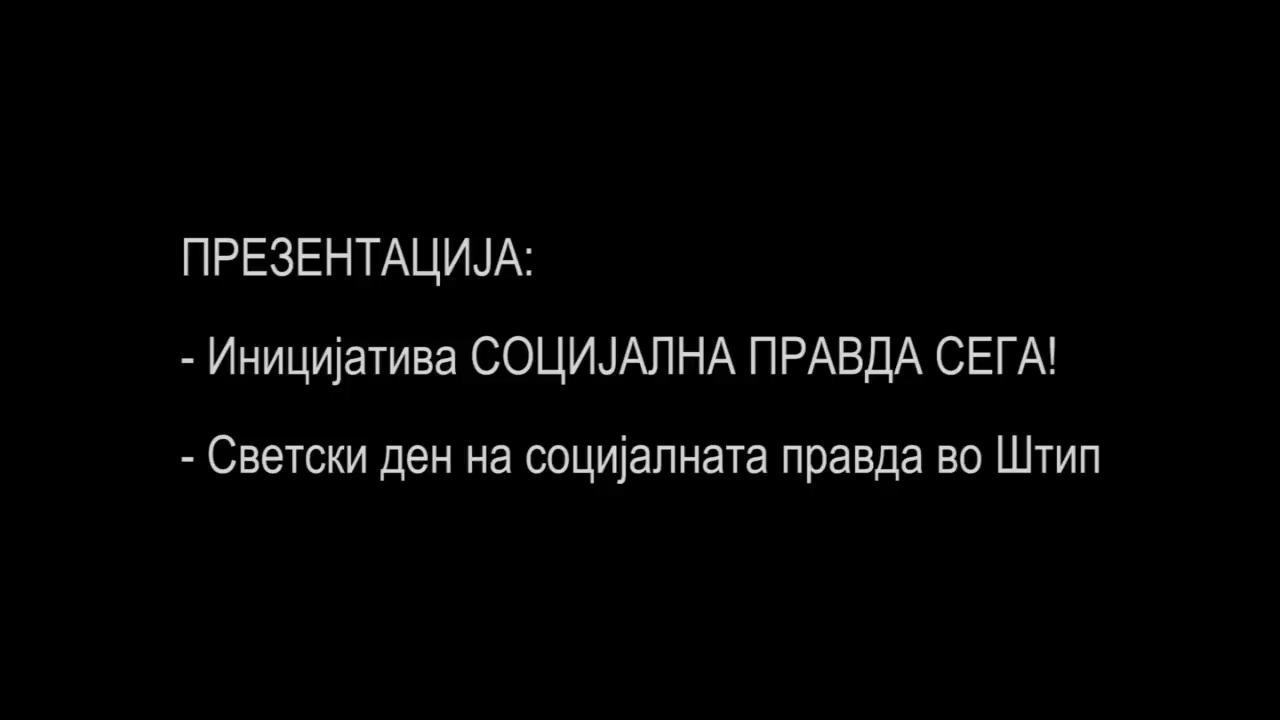 ПРЕЗЕНТАЦИЈА:
- Иницијатива СОЦИЈАЛНА ПРАВДА СЕГА!
- Светски ден на социјалната правда во Штип